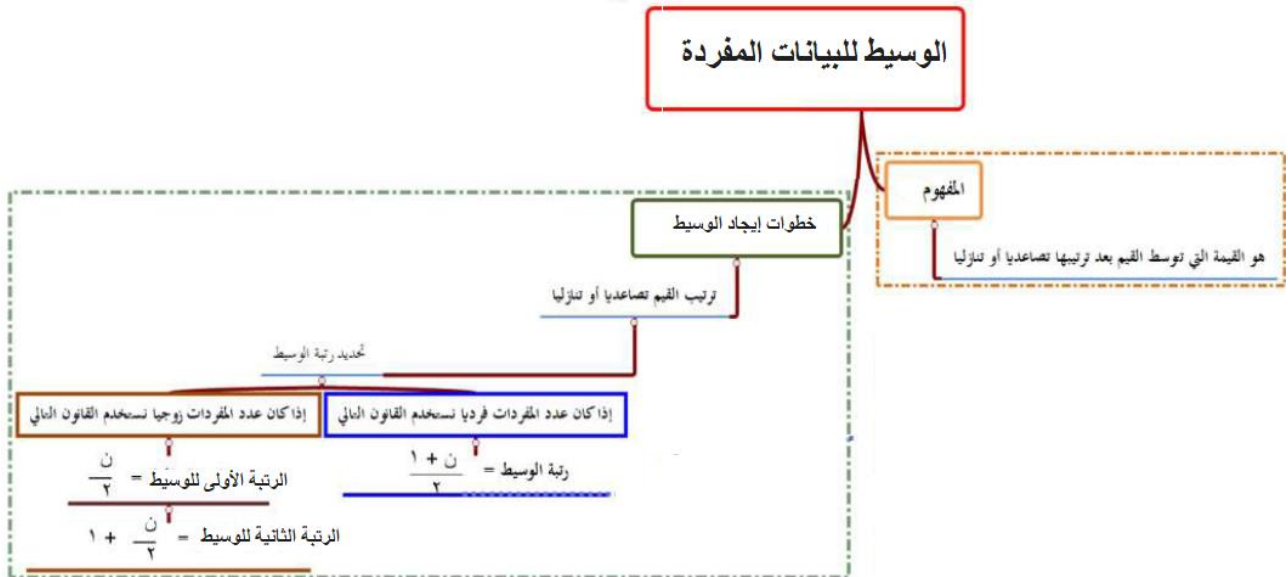 الوسيط للبيانات المفردة
المفهوم
هو القيمة التي توسط القيم بعد ترتيبها تصاعديا أو تنازليا
خطوات إيجاد الوسيط
ترتيب القيم تصاعديا أو تنازليا
تحديد رتبة الوسيط
إذا كان عدد المفردات فرديا نستخدم القانون التالي
رتبة الوسيط = (ن + ١)/٢
إذا كان عدد المفردات زوجيا نستخدم القانون التالي
الرتبة الأولى للوسيط = ن/٢
الرتبة الثانية للوسيط = ن/٢ + ١